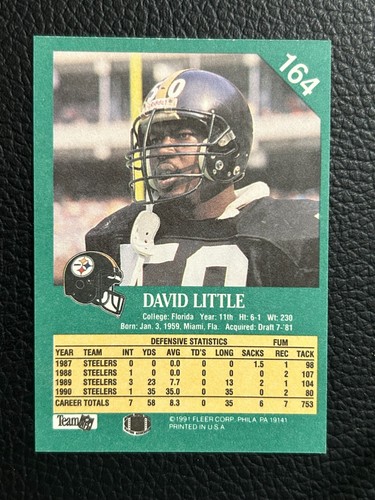 164
50
DAVID LITTLE
College: Florida Year: 11th Ht: 6-1 Wt: 230
Born: Jan. 3, 1959, Miami, Fla. Acquired: Draft 7-'81
DEFENSIVE STATISTICS FUM
YEAR TEAM INT YDS AVG TD'S LONG SACKS REC TACK
1987 STEELERS 0 0 0.0 0 0 1.5 1 98
1988 STEELERS 0 0 0.0 0 0 0 2 107
1989 STEELERS 3 23 7.7 0 13 2 1 104
1990 STEELERS 1 35 35.0 0 35 0 2 80
CAREER TOTALS 7 58 8.3 0 35 6 7 753
Team NFL
©1991 FLEER CORP. PHILA. PA 19141
PRINTED IN U.S.A.